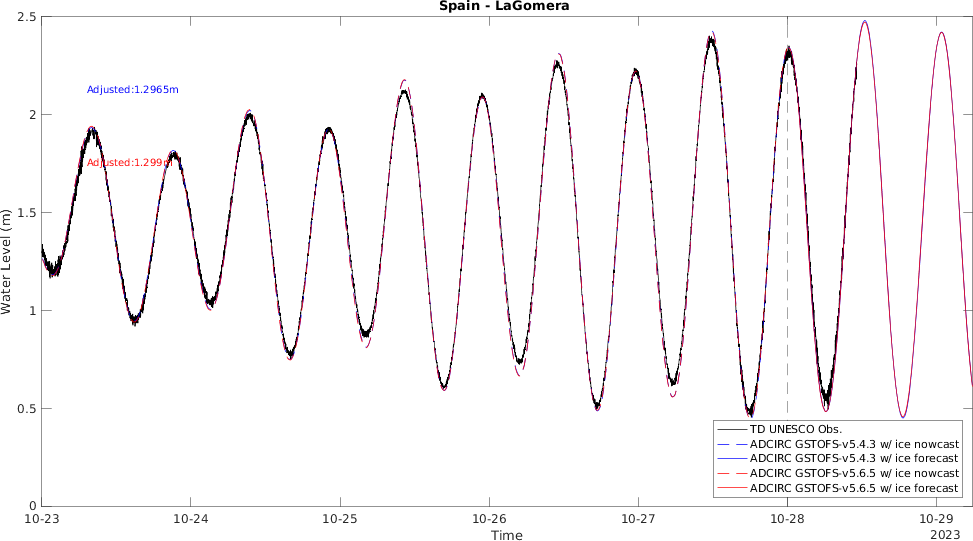 Spain - LaGomera
2.5
2
1.5
1
0.5
0
Water Level (m)
Adjusted:1.2965m
Adjusted:1.299m
TD UNESCO Obs.
ADCIRC GSTOFS-v5.4.3 w/ ice nowcast
ADCIRC GSTOFS-v5.4.3 w/ ice forecast
ADCIRC GSTOFS-v5.6.5 w/ ice nowcast
ADCIRC GSTOFS-v5.6.5 w/ ice forecast
10-23 10-24 10-25 10-26 10-27 10-28 10-29
Time
2023